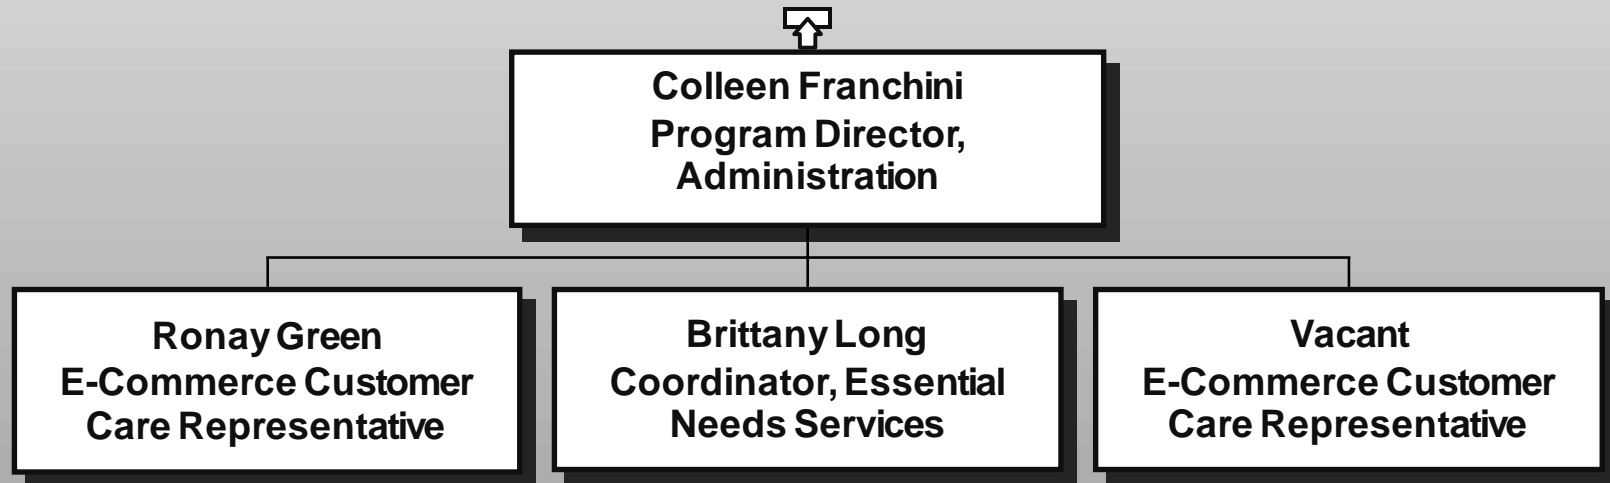 Colleen Franchini
Program Director,
Administration
Ronay Green
E-Commerce Customer
Care Representative
Brittany Long
Coordinator, Essential
Needs Services
Vacant
E-Commerce Customer
Care Representative